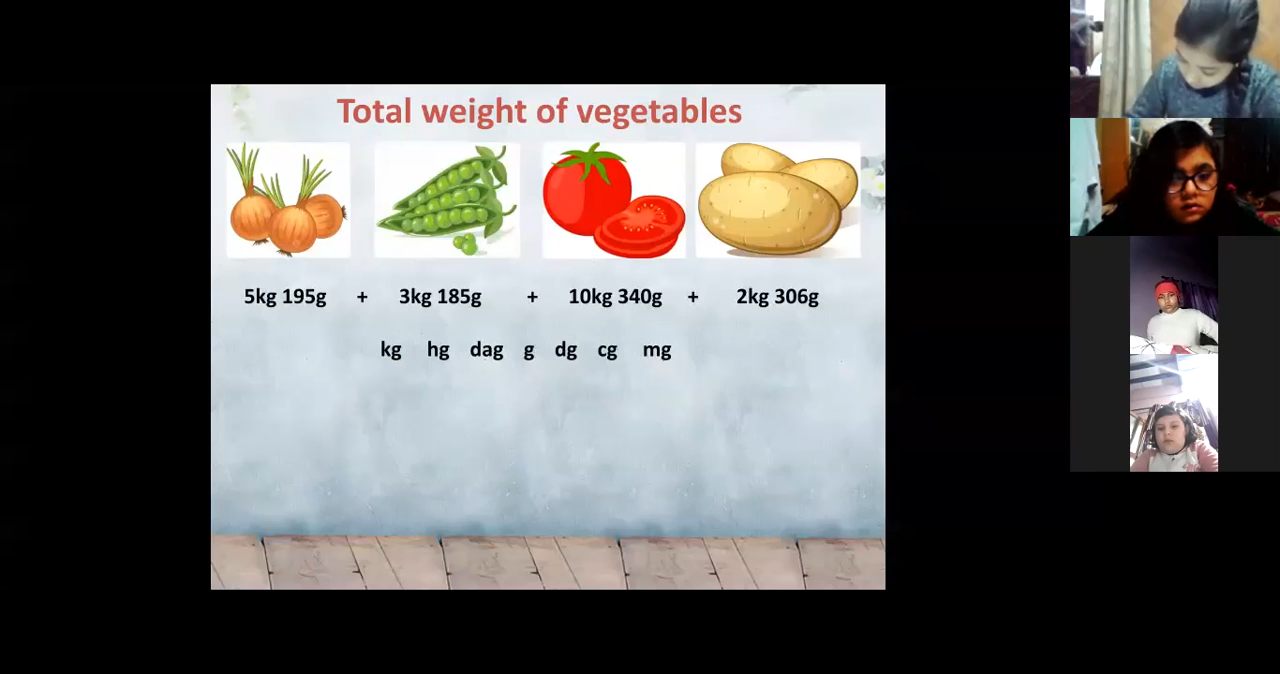 Total weight of vegetables
5kg 195g + 3kg 185g + 10kg 340g + 2kg 306g
kg hg dag g dg cg mg